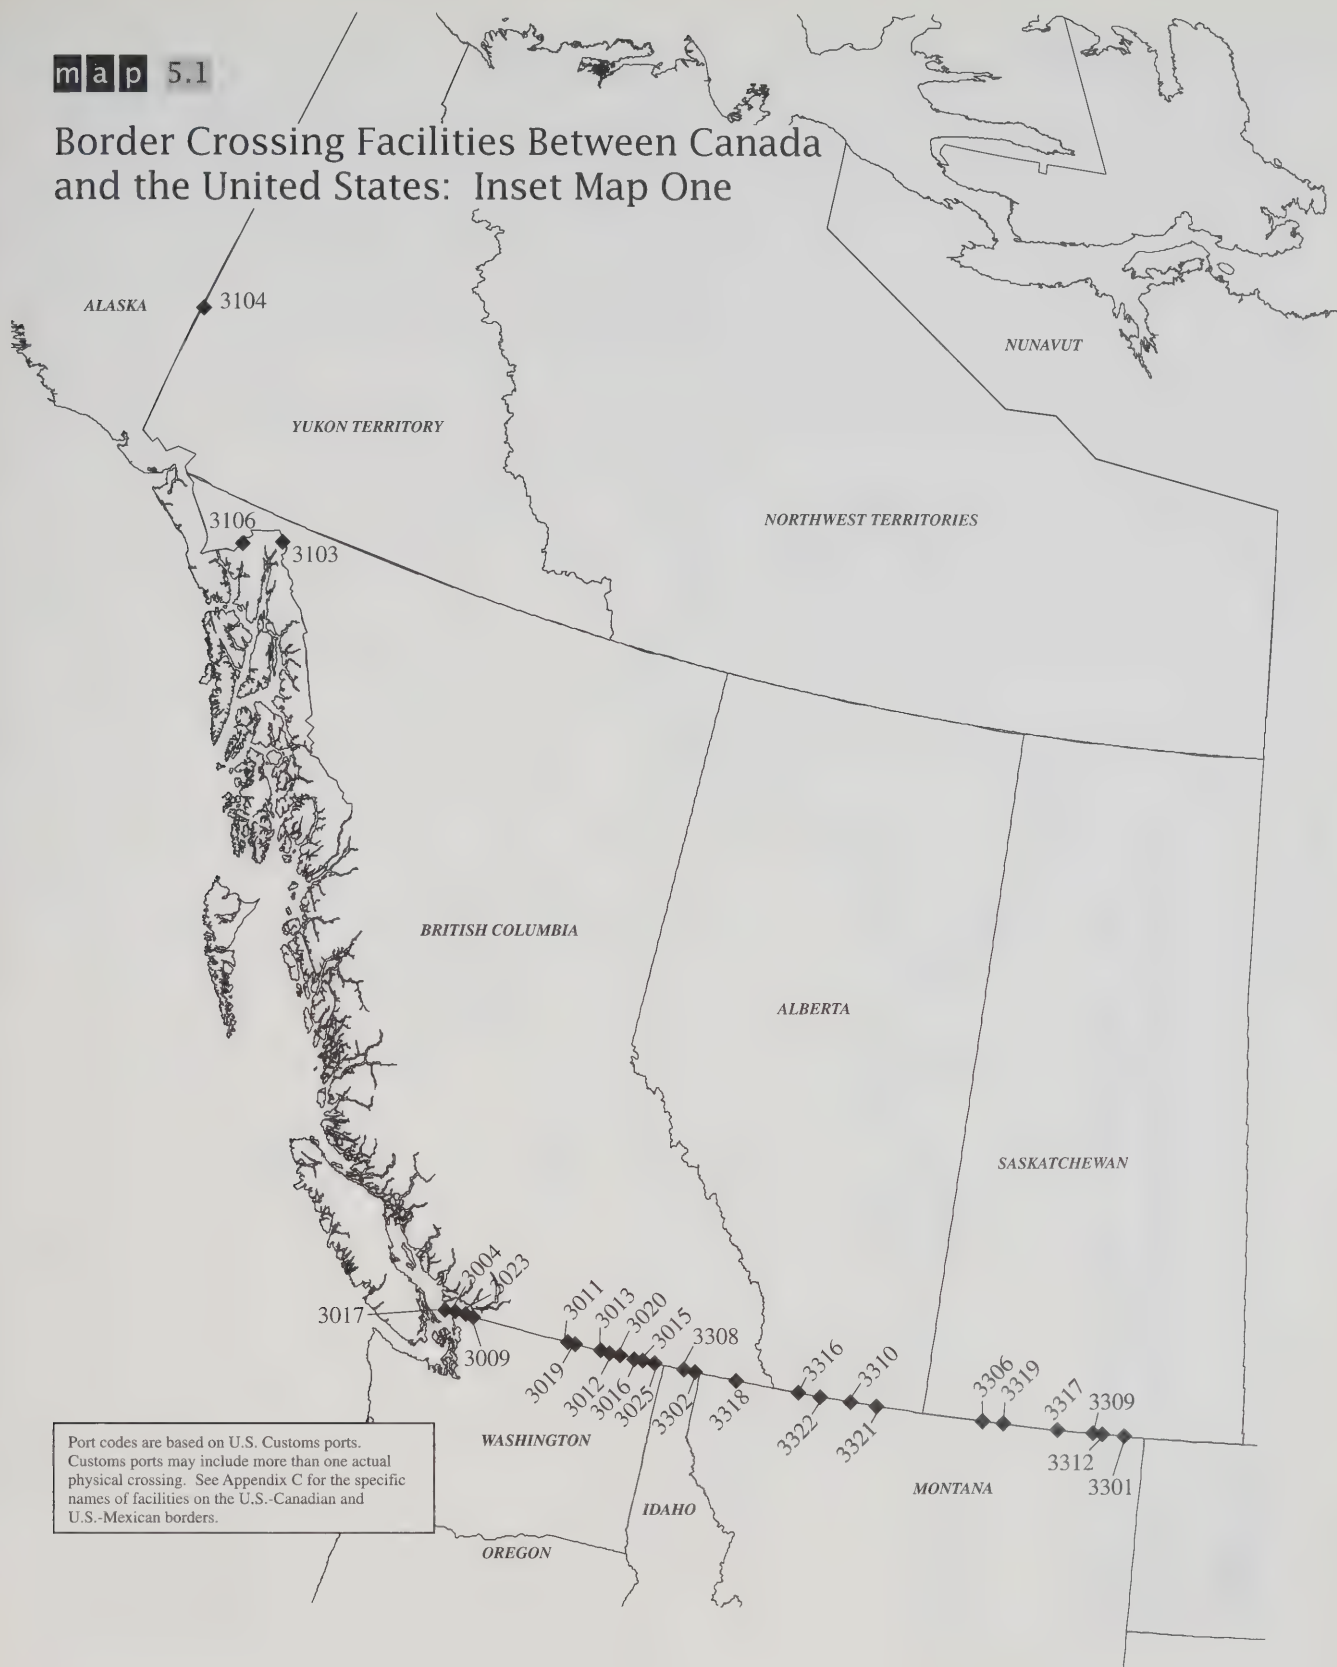 map 5.1
Border Crossing Facilities Between Canada
and the United States: Inset Map One
ALASKA
3104
NUNAVUT
YUKON TERRITORY
NORTHWEST TERRITORIES
3106
3103
BRITISH COLUMBIA
ALBERTA
SASKATCHEWAN
3004
3023
3017
3009
3011
3013
3020
3015
3308
3019
3012
3016
3025
3302
3318
3316
3310
3322
3321
3306
3319
3317
3309
3312
3301
WASHINGTON
IDAHO
MONTANA
OREGON
Port codes are based on U.S. Customs ports.
Customs ports may include more than one actual
physical crossing. See Appendix C for the specific
names of facilities on the U.S.-Canadian and
U.S.-Mexican borders.